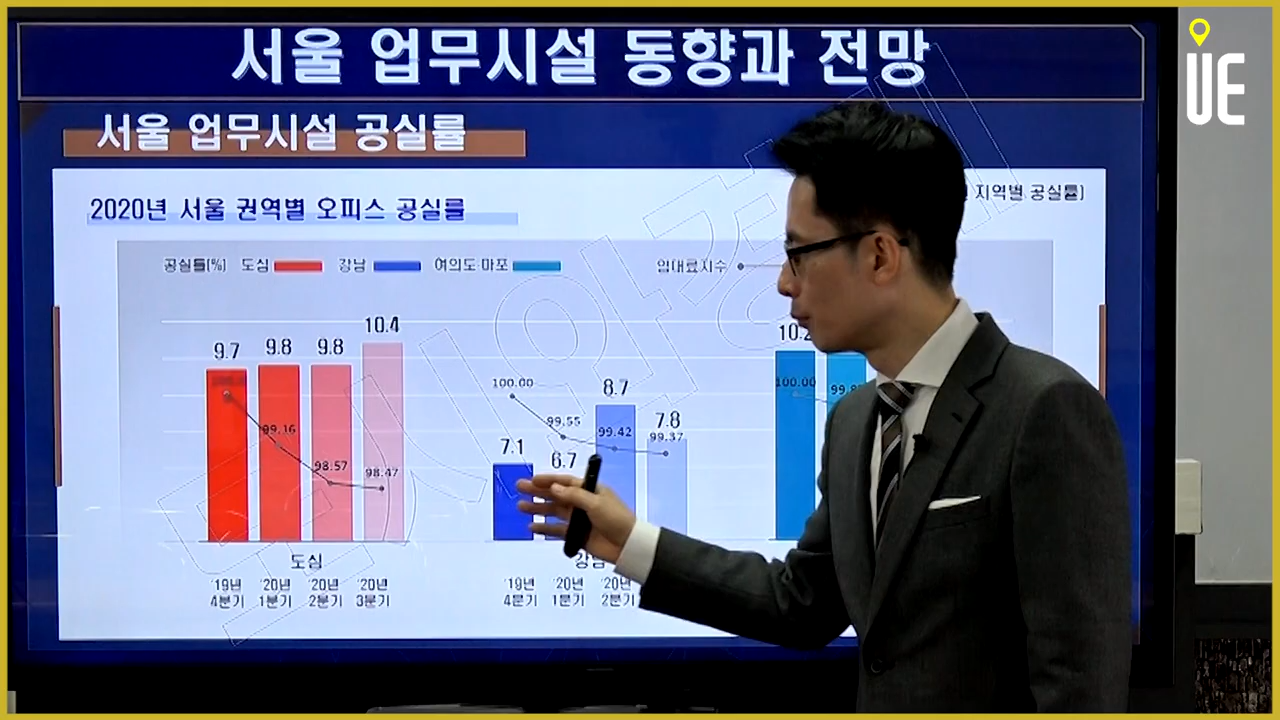 서울 업무시설 동향과 전망
UE
서울 업무시설 공실률
지역별 공실률)
2020년 서울 권역별 오피스 공실률
공실률(%) 도심 강남 여의도·마포 임대료지수
9.7 9.8 9.8 10.4
99.16 98.57 98.47
100.00 99.55 8.7 7.8
7.1 6.7 99.42 99.37
100.00
도심
'19년 4분기 '20년 1분기 '20년 2분기 '20년 3분기
'19년 4분기 '20년 1분기 '20년 2분기